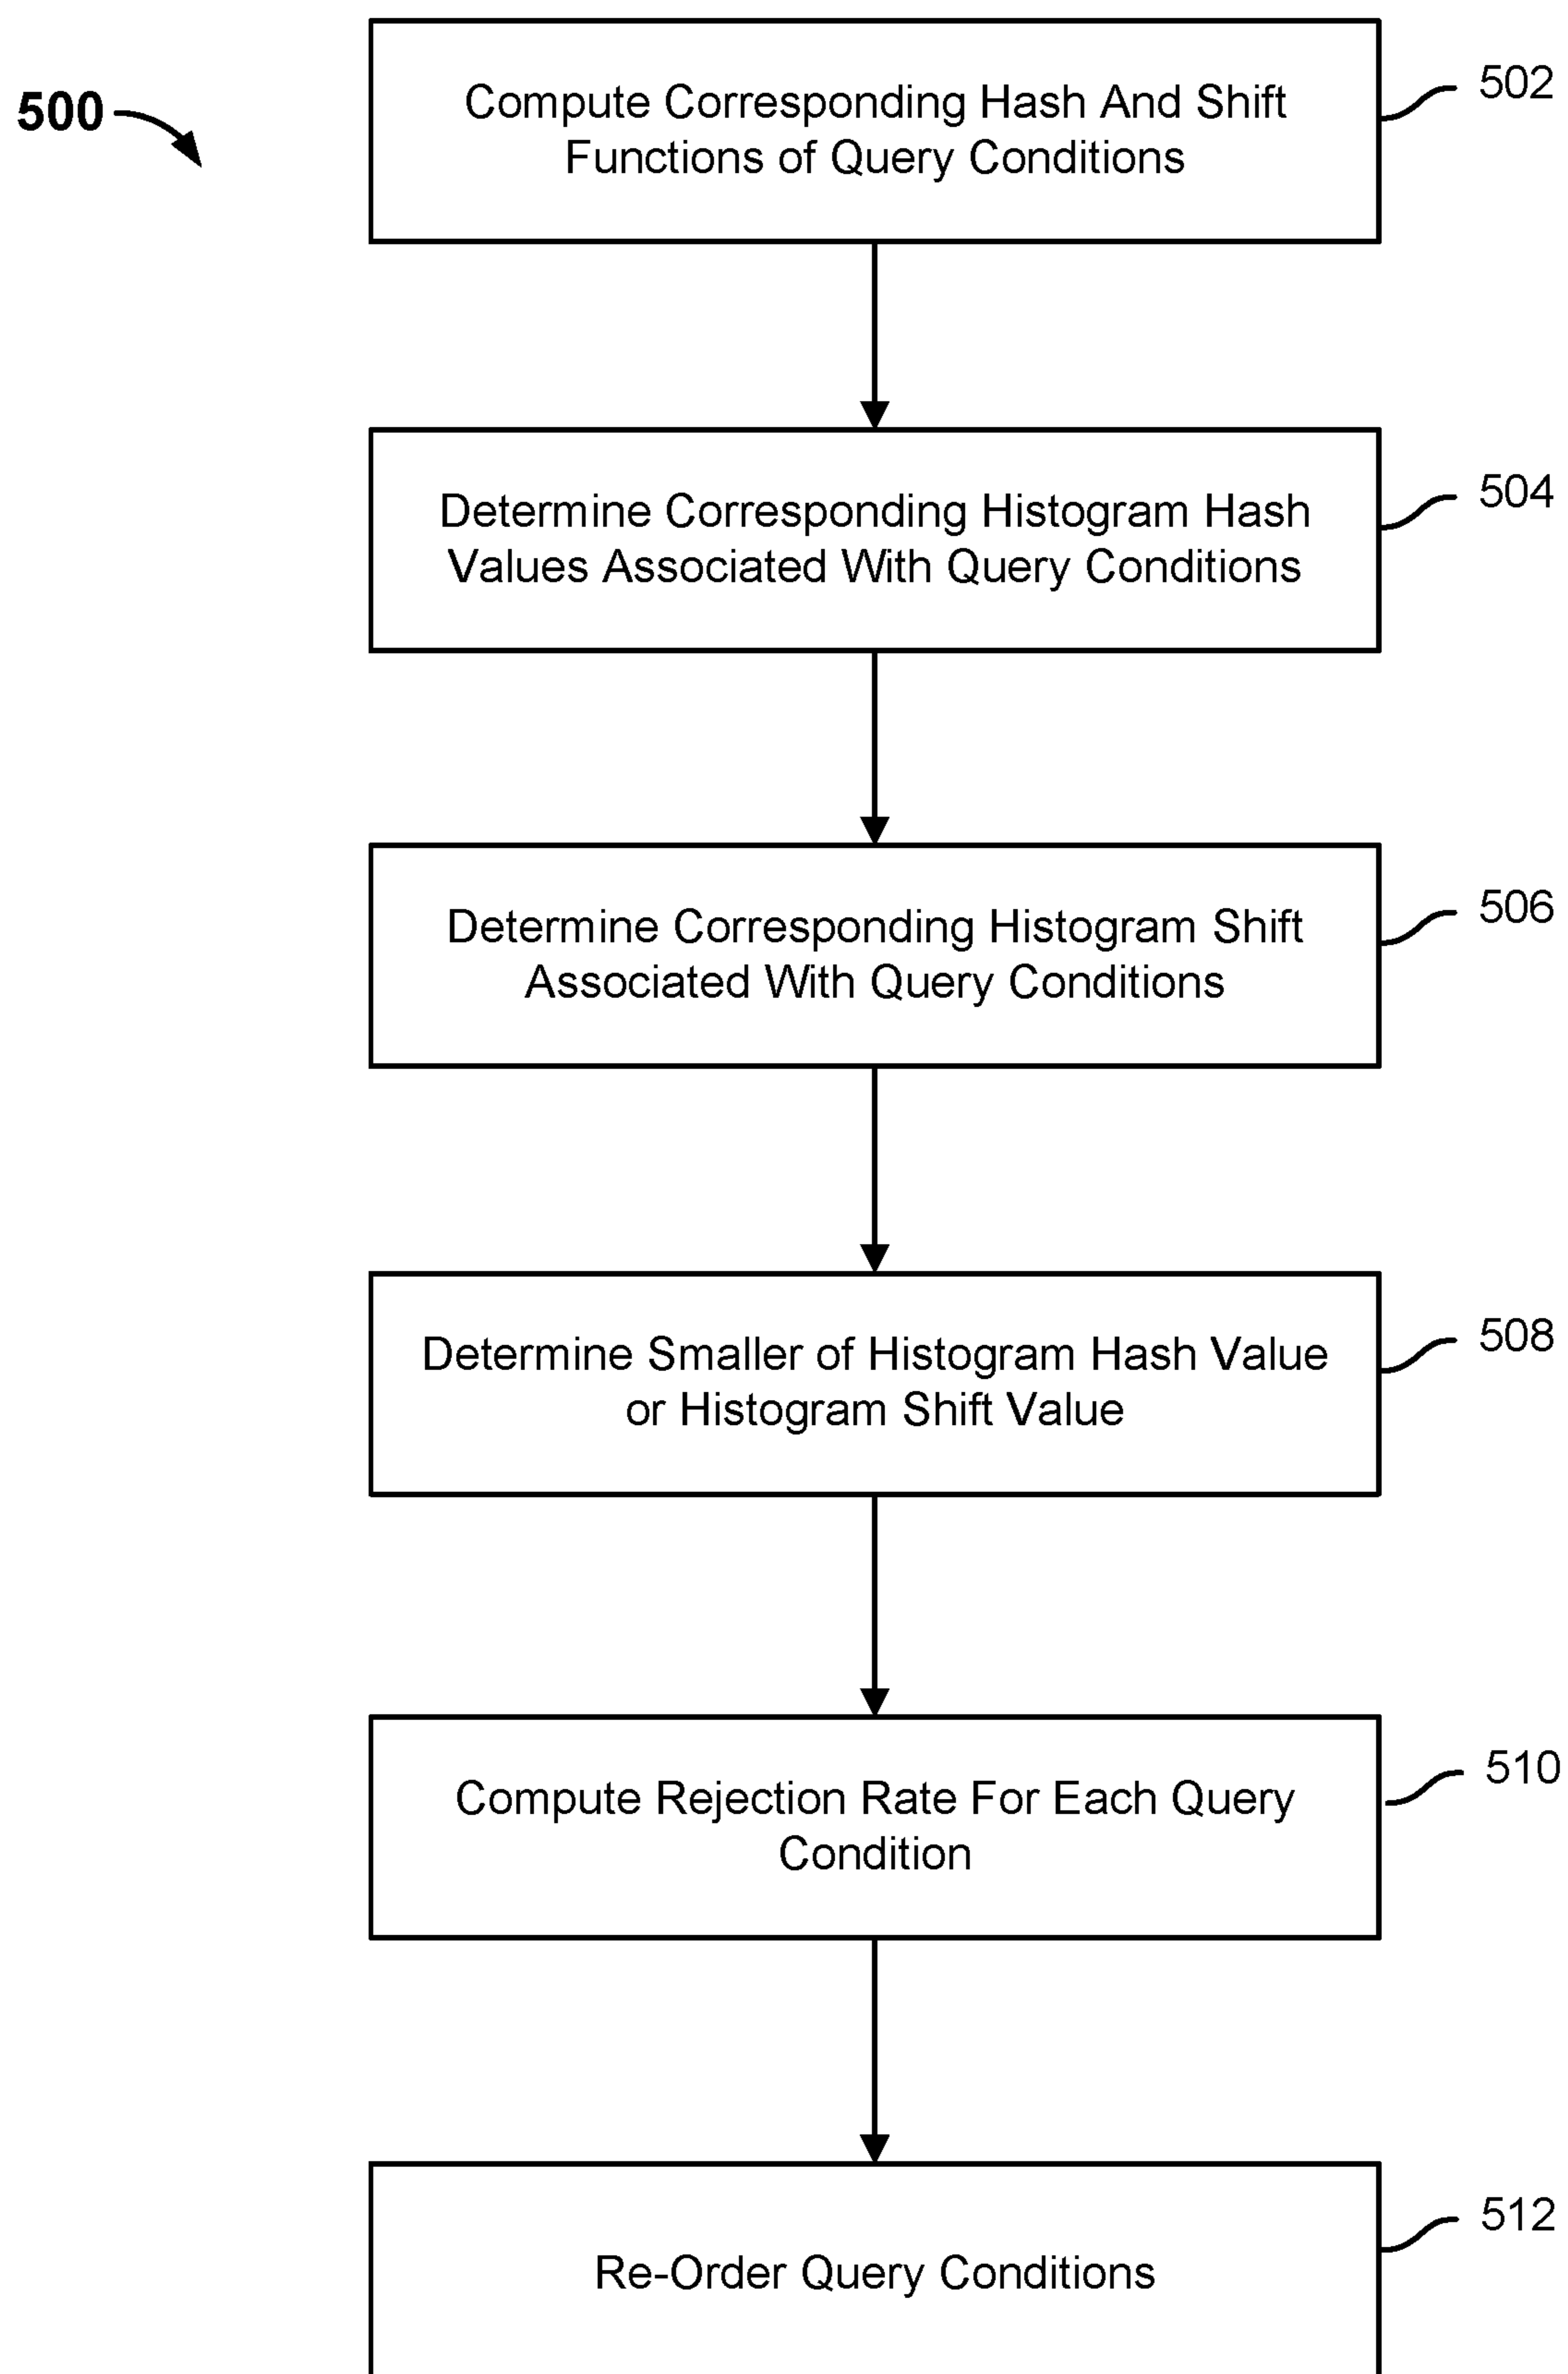 500
Compute Corresponding Hash And Shift
Functions of Query Conditions
502
Determine Corresponding Histogram Hash
Values Associated With Query Conditions
504
Determine Corresponding Histogram Shift
Associated With Query Conditions
506
Determine Smaller of Histogram Hash Value
or Histogram Shift Value
508
Compute Rejection Rate For Each Query
Condition
510
Re-Order Query Conditions
512